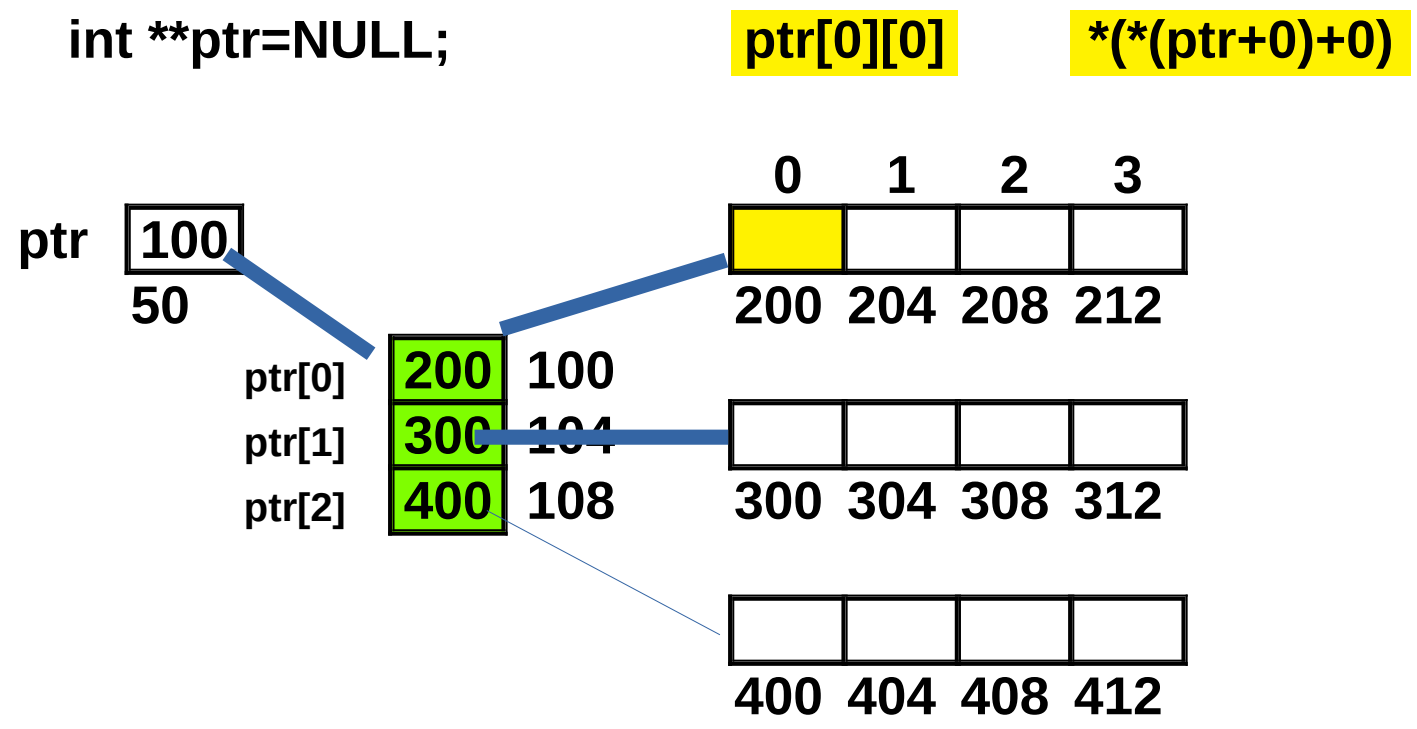 int **ptr=NULL; ptr[0][0] *(*(ptr+0)+0)
0 1 2 3
ptr 100
50 200 204 208 212
ptr[0] 200 100
ptr[1] 300 104
ptr[2] 400 108 300 304 308 312
400 404 408 412